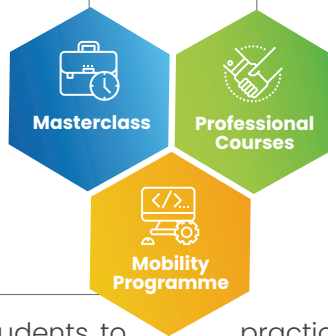 Masterclass
Professional
Courses
</>...
Mobility
Programme
udents to
practic